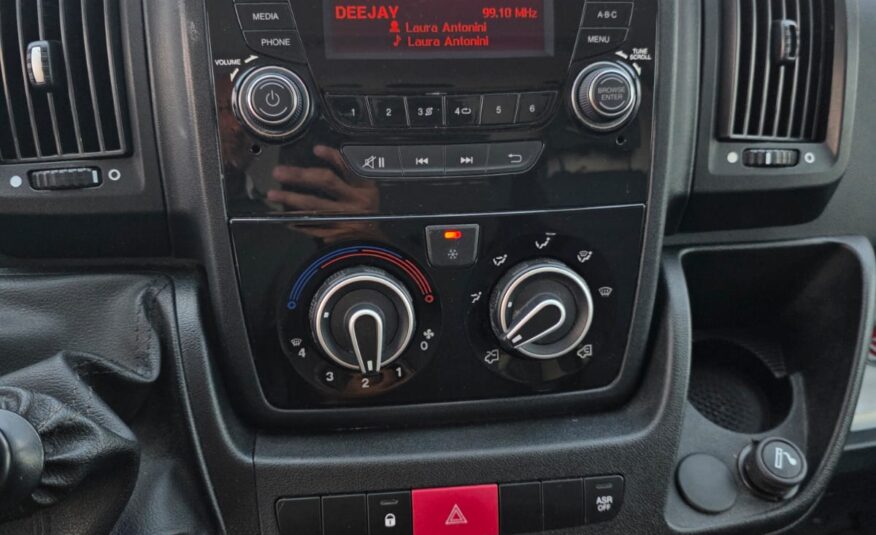 MEDIA
DEEJAY 99.10 MHz
A-B-C
Laura Antonini
PHONE
Laura Antonini
MENU
VOLUME
TUNE
SCROLL
BROWSE
ENTER
1 2 3 4 5 6
4 0
3 2 1
ASR
OFF